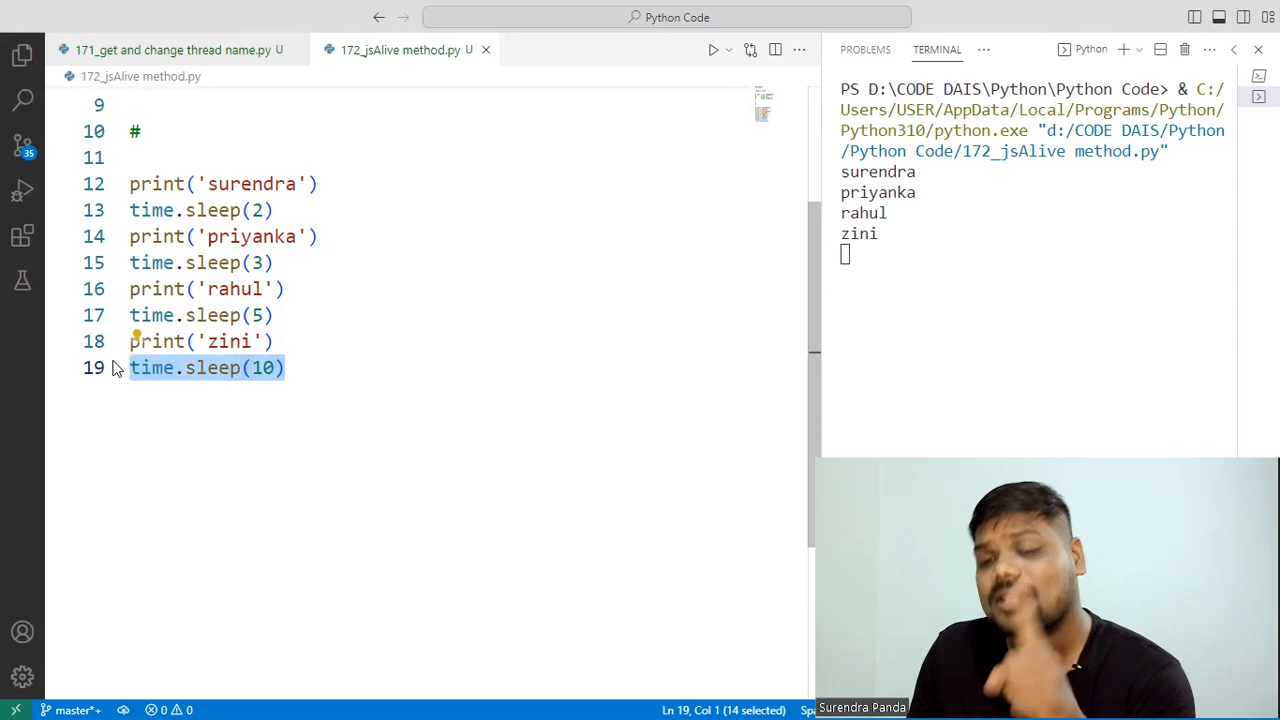 Python Code
171_get and change thread name.py U
172_jsAlive method.py U
172_jsAlive method.py
9
10 #
11
12 print('surendra')
13 time.sleep(2)
14 print('priyanka')
15 time.sleep(3)
16 print('rahul')
17 time.sleep(5)
18 print('zini')
19 time.sleep(10)
PROBLEMS TERMINAL
Python
PS D:\CODE DAIS\Python\Python Code> & C:/
Users/USER/AppData/Local/Programs/Python/
Python310/python.exe "d:/CODE DAIS/Python
/Python Code/172_jsAlive method.py"
surendra
priyanka
rahul
zini
35
Surendra Panda
master*+ 0 0 Ln 19, Col 1 (14 selected) Spa